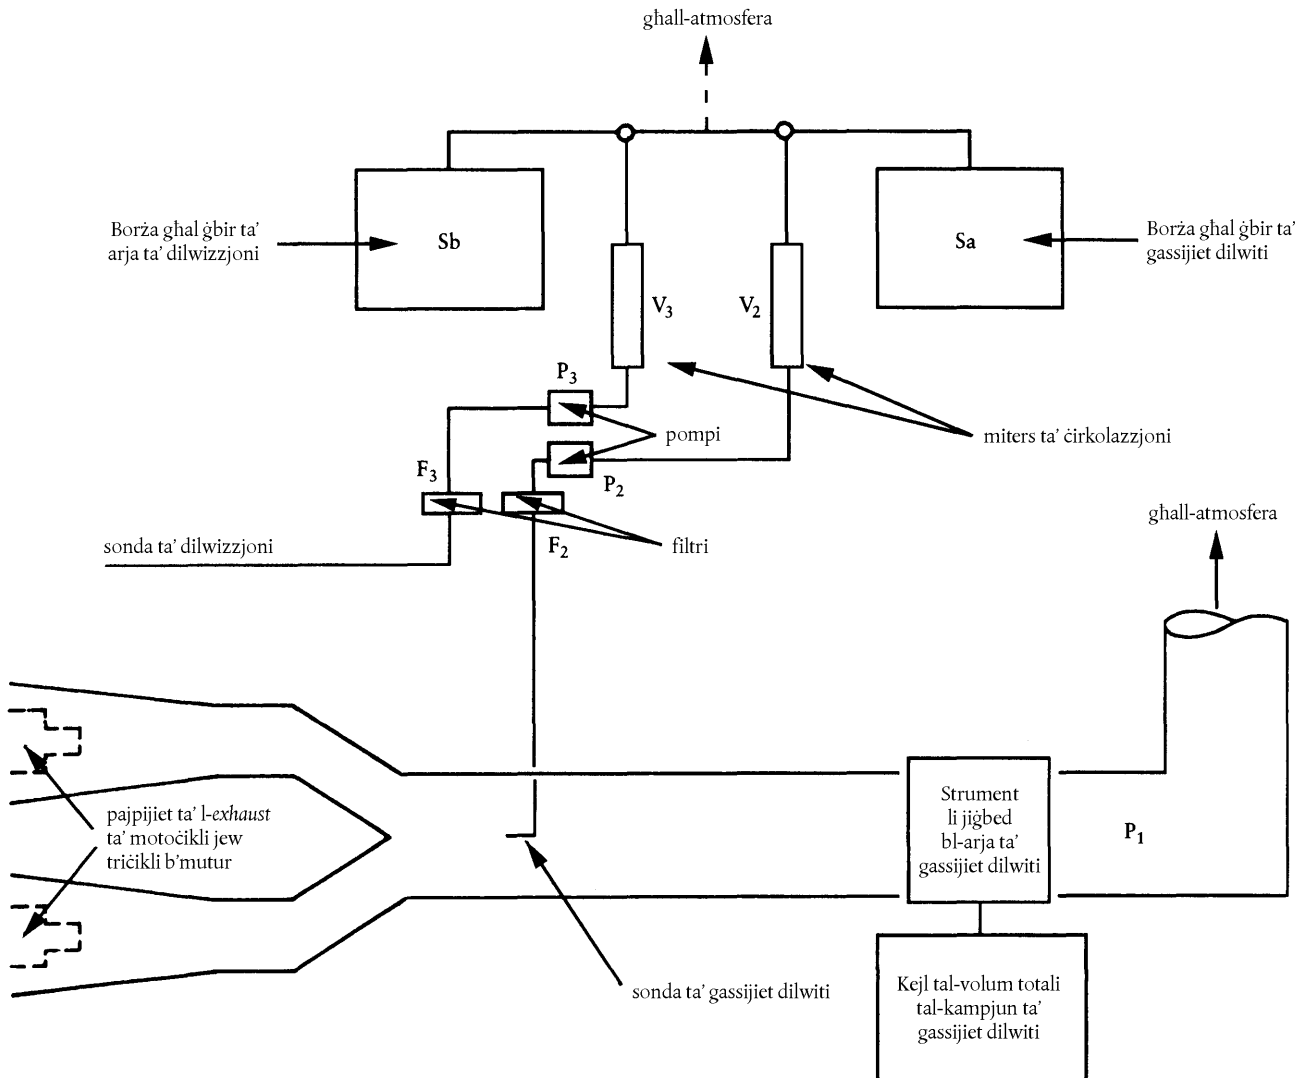 għall-atmosfera
Borża għal ġbir ta’
arja ta’ dilwizzjoni
Sb
Sa
Borża għal ġbir ta’
gassijiet dilwiti
V3
V2
P3
pompi
miters ta’ ċirkolazzjoni
F3
P2
għall-atmosfera
sonda ta’ dilwizzjoni
F2
filtri
pajpijiet ta’ l-exhaust
ta’ motoċikli jew
triċikli b’mutur
Strument
li jiġbed
bl-arja ta’
gassijiet dilwiti
P1
sonda ta’ gassijiet dilwiti
Kejl tal-volum totali
tal-kampjun ta’
gassijiet dilwiti